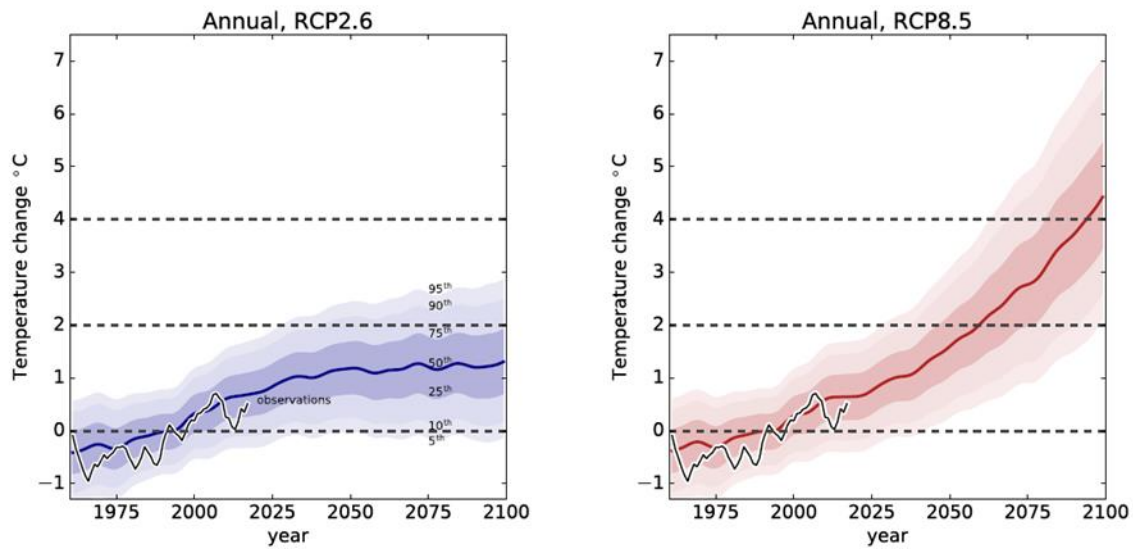 Annual, RCP2.6
Temperature change °C
7
6
5
4
3
2
1
0
−1
95th
90th
75th
50th
25th
10th
5th
observations
1975 2000 2025 2050 2075 2100
year
Annual, RCP8.5
Temperature change °C
7
6
5
4
3
2
1
0
−1
1975 2000 2025 2050 2075 2100
year